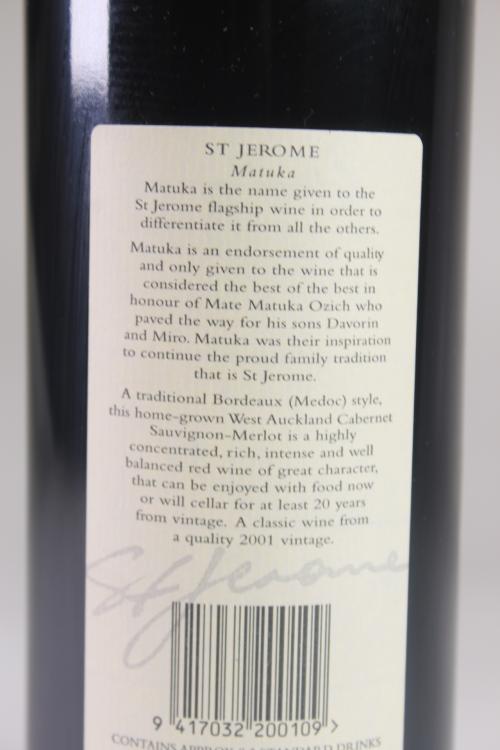 ST JEROME
Matuka
Matuka is the name given to the
St Jerome flagship wine in order to
differentiate it from all the others.
Matuka is an endorsement of quality
and only given to the wine that is
considered the best of the best in
honour of Mate Matuka Ozich who
paved the way for his sons Davorin
and Miro. Matuka was their inspiration
to continue the proud family tradition
that is St Jerome.
A traditional Bordeaux (Medoc) style,
this home-grown West Auckland Cabernet
Sauvignon-Merlot is a highly
concentrated, rich, intense and well
balanced red wine of great character,
that can be enjoyed with food now
or will cellar for at least 20 years
from vintage. A classic wine from
a quality 2001 vintage.
St Jerome
9 417032 200109 >
CONTAINS APPROX STANDARD DRINKS